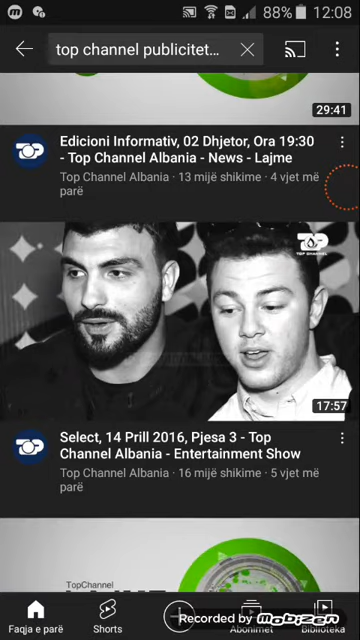 88% 12:08
top channel publicitet...
29:41
Edicioni Informativ, 02 Dhjetor, Ora 19:30
- Top Channel Albania - News - Lajme
Top Channel Albania · 13 mijë shikime · 4 vjet më
parë
TOP CHANNEL
17:57
Select, 14 Prill 2016, Pjesa 3 - Top
Channel Albania - Entertainment Show
Top Channel Albania · 16 mijë shikime · 5 vjet më
parë
TopChannel
Faqja e parë
Shorts
Abonimet
Biblioteka
Recorded by Mobizen